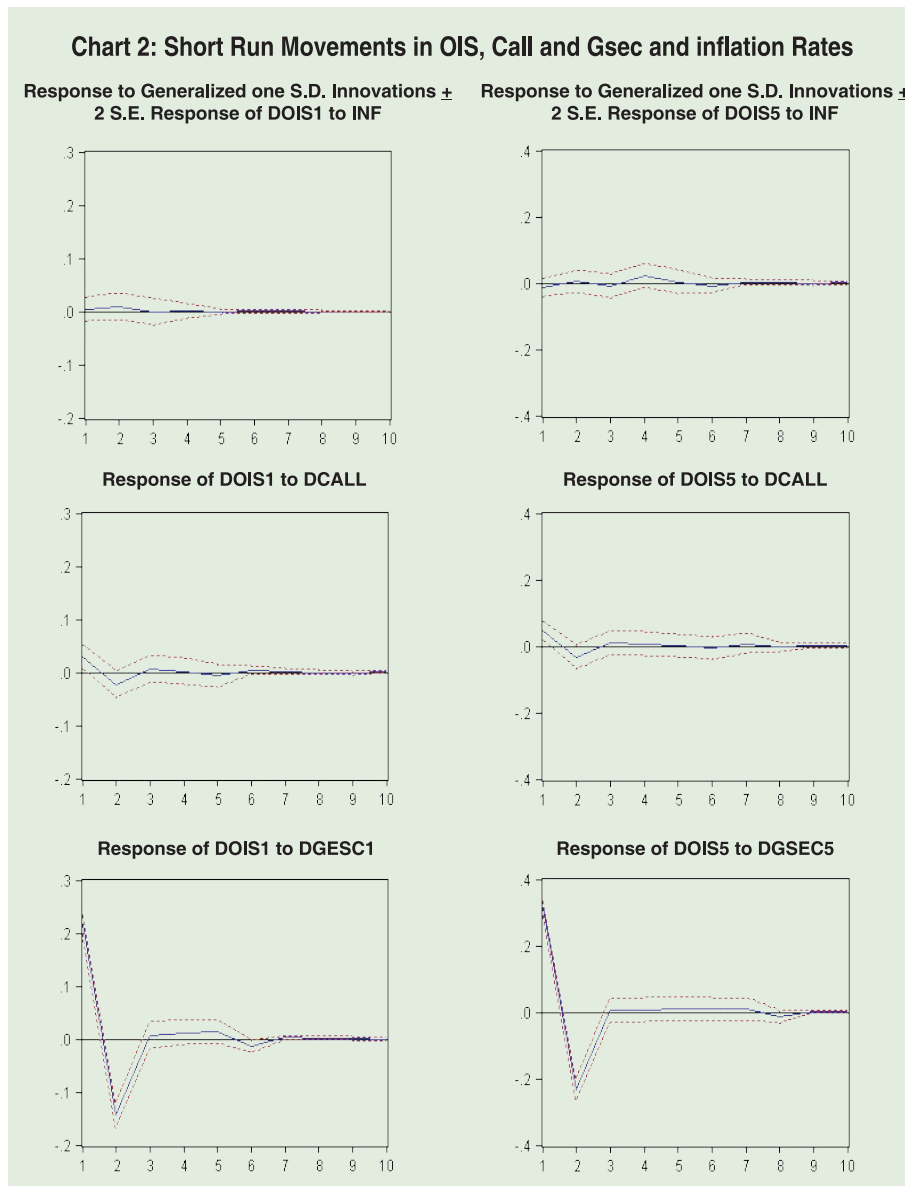 Chart 2: Short Run Movements in OIS, Call and Gsec and inflation Rates
Response to Generalized one S.D. Innovations ±
2 S.E. Response of DOIS1 to INF
.3
.2
.1
.0
-.1
-.2
1 2 3 4 5 6 7 8 9 10
Response to Generalized one S.D. Innovations ±
2 S.E. Response of DOIS5 to INF
.4
.2
.0
-.2
-.4
1 2 3 4 5 6 7 8 9 10
Response of DOIS1 to DCALL
.3
.2
.1
.0
-.1
-.2
1 2 3 4 5 6 7 8 9 10
Response of DOIS5 to DCALL
.4
.2
.0
-.2
-.4
1 2 3 4 5 6 7 8 9 10
Response of DOIS1 to DGESC1
.3
.2
.1
.0
-.1
-.2
1 2 3 4 5 6 7 8 9 10
Response of DOIS5 to DGSEC5
.4
.2
.0
-.2
-.4
1 2 3 4 5 6 7 8 9 10